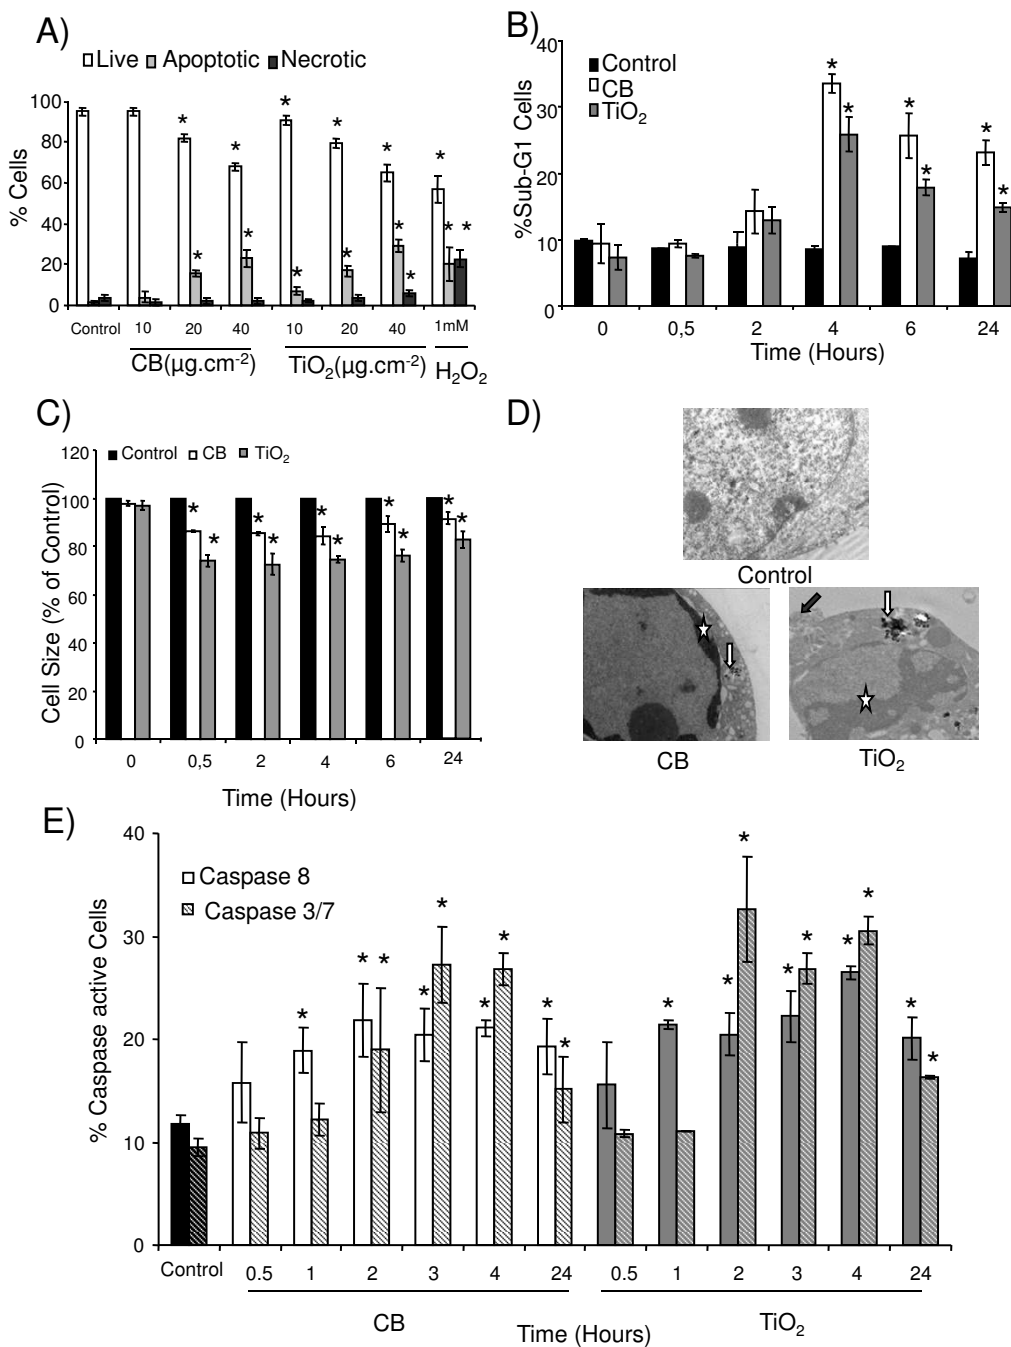 A)
Live Apoptotic Necrotic
% Cells
100
80
60
40
20
0
* * * * * * * * * * * * * *
Control 10 20 40 10 20 40 1mM
CB(µg.cm-2) TiO2(µg.cm-2) H2O2
B)
%Sub-G1 Cells
40
30
20
10
0
Control
CB
TiO2
* * * * * *
0 0,5 2 4 6 24
Time (Hours)
C)
Cell Size (% of Control)
120
100
80
60
40
20
0
Control CB TiO2
* * * * * * * * * *
0 0,5 2 4 6 24
Time (Hours)
D)
Control
CB TiO2
E)
% Caspase active Cells
40
30
20
10
0
Caspase 8
Caspase 3/7
* * * * * * * * * * * * * * * * * *
Control 0.5 1 2 3 4 24 0.5 1 2 3 4 24
CB Time (Hours) TiO2